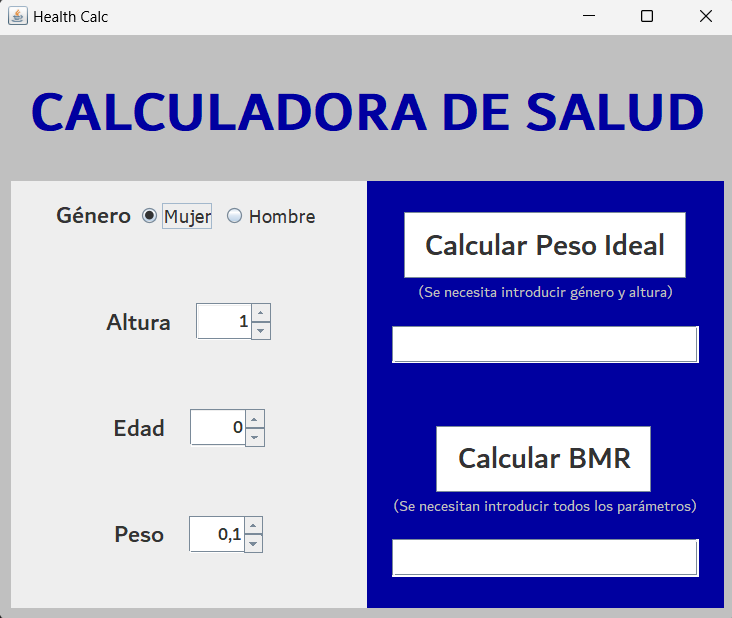 Health Calc
CALCULADORA DE SALUD
Género Mujer Hombre
Altura 1
Edad 0
Peso 0,1
Calcular Peso Ideal
(Se necesita introducir género y altura)
Calcular BMR
(Se necesitan introducir todos los parámetros)